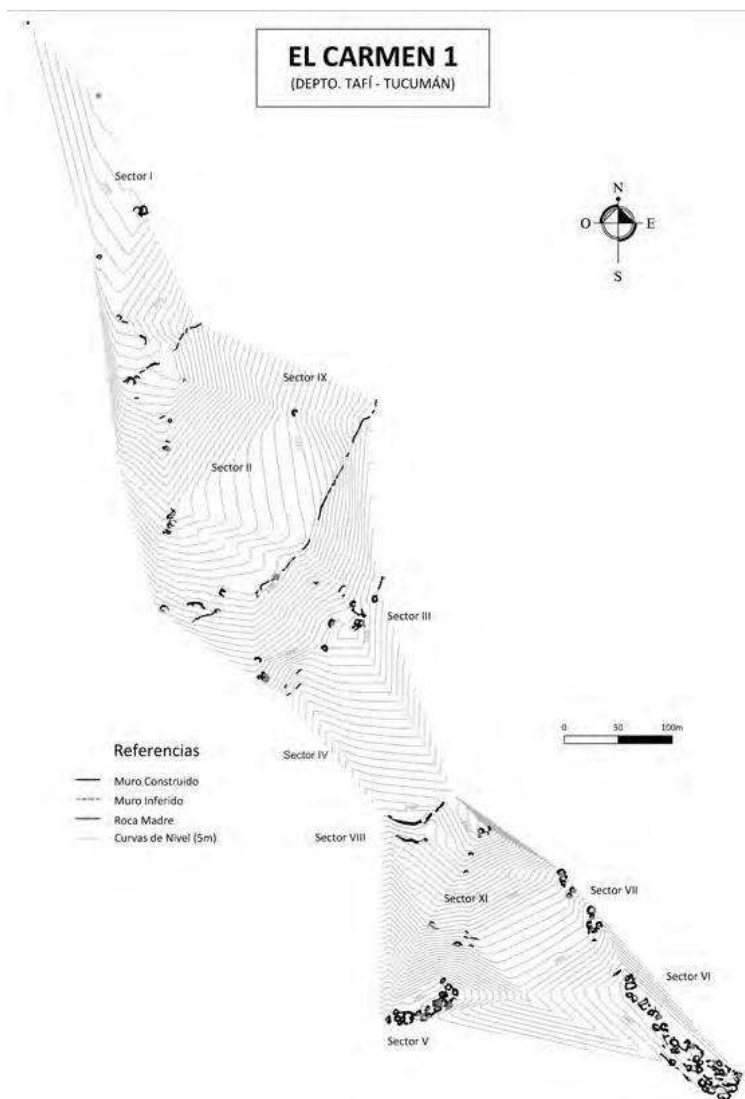 EL CARMEN 1
(DEPTO. TAFÍ - TUCUMÁN)
Sector I
N
O
E
S
Sector IX
Sector II
Sector III
0
50
100m
Sector IV
Referencias
Muro Construido
Muro Inferido
Roca Madre
Curvas de Nivel (5m)
Sector VIII
Sector VII
Sector XI
Sector VI
Sector V